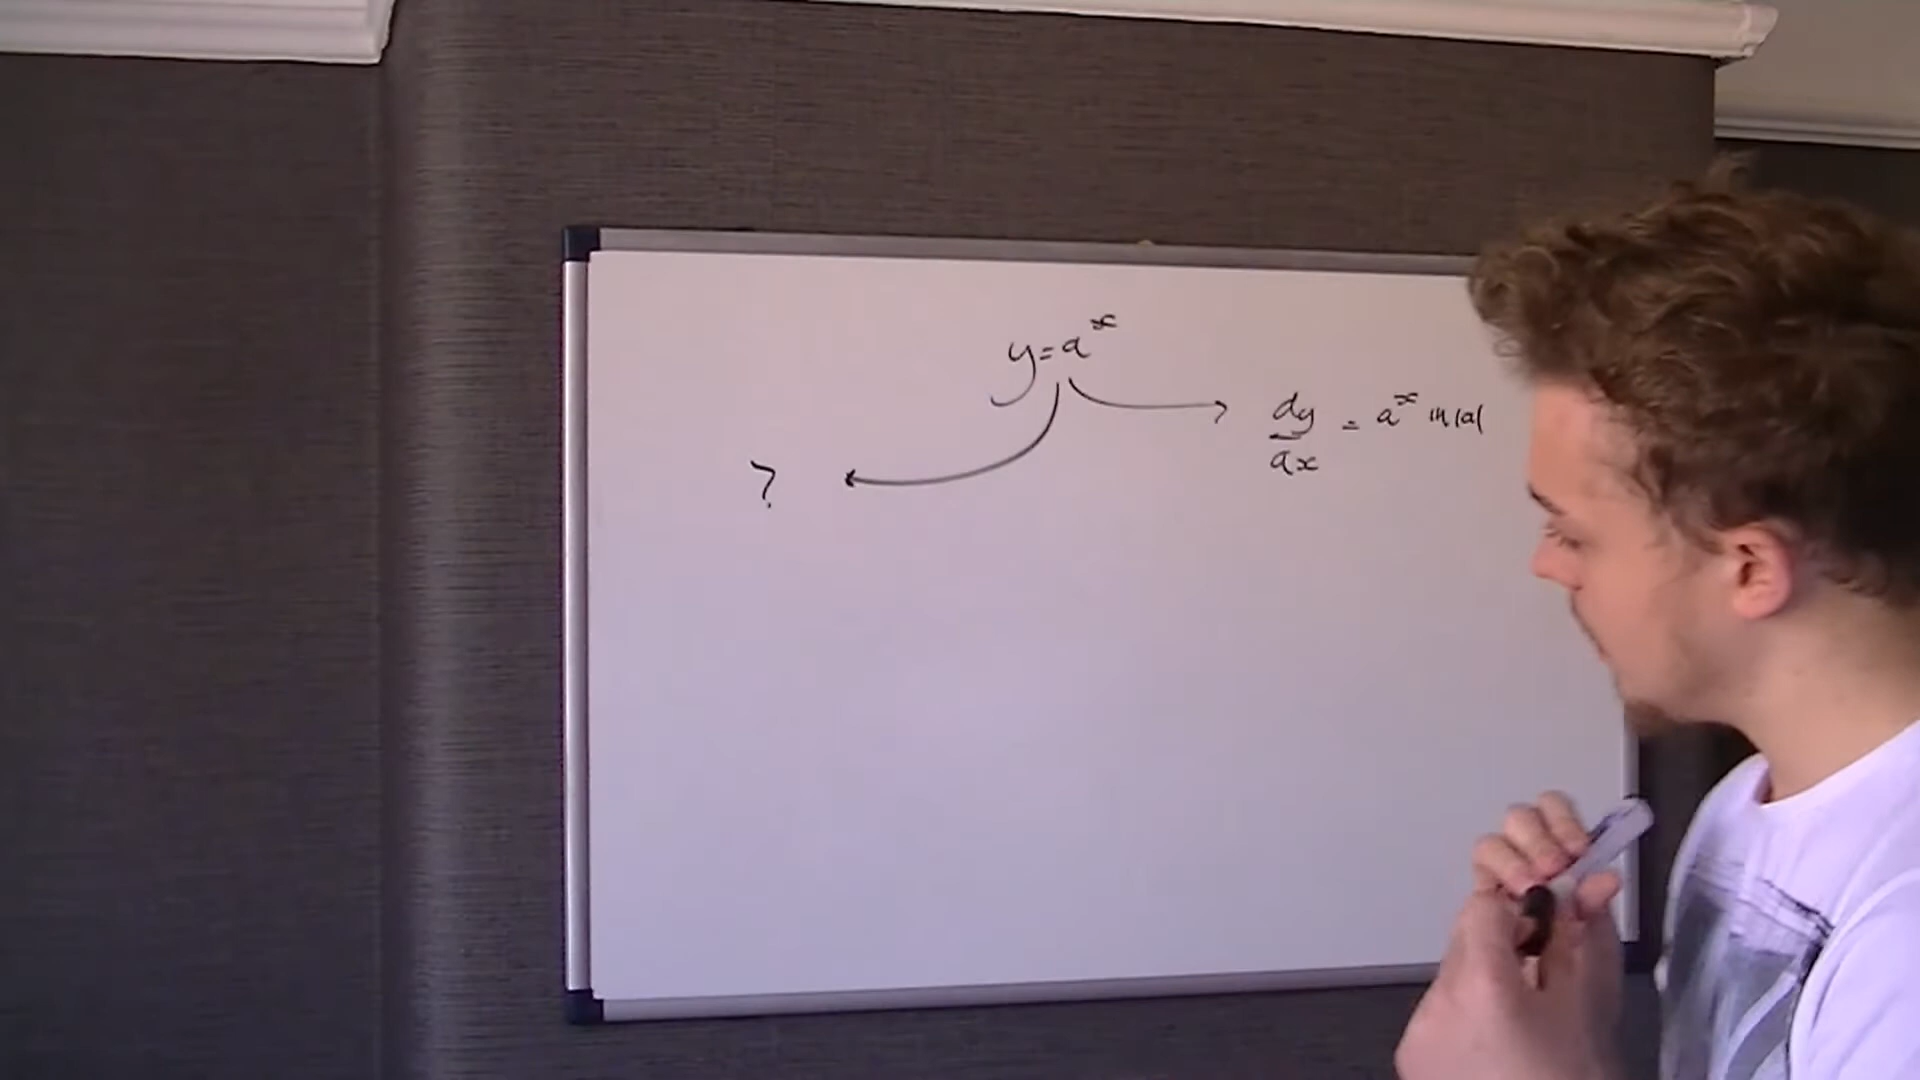 y=a^x
dy/dx = a^x ln|a|
?